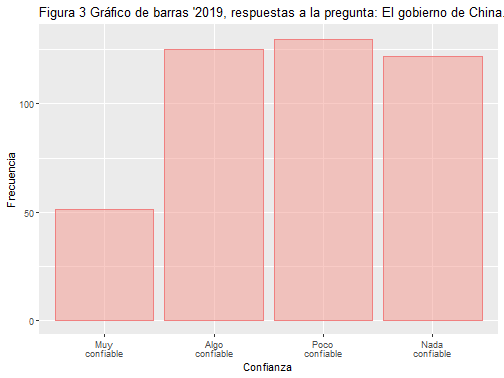 Figura 3 Gráfico de barras '2019, respuestas a la pregunta: El gobierno de China.
Frecuencia
100
50
0
Muy
confiable
Algo
confiable
Poco
confiable
Nada
confiable
Confianza